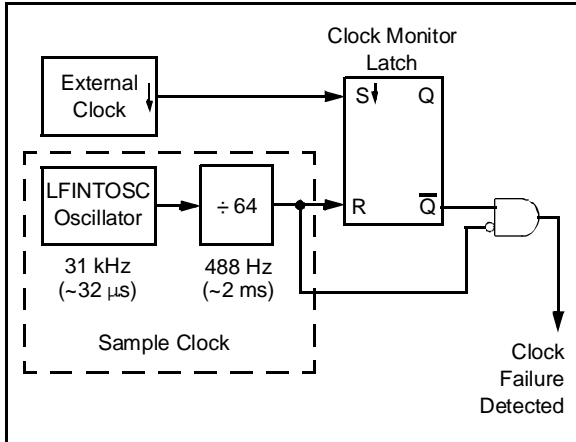 Clock Monitor
Latch
External
Clock
S
Q
LFINTOSC
Oscillator
÷ 64
R
Q̅
31 kHz
(~32 μs)
488 Hz
(~2 ms)
Sample Clock
Clock
Failure
Detected